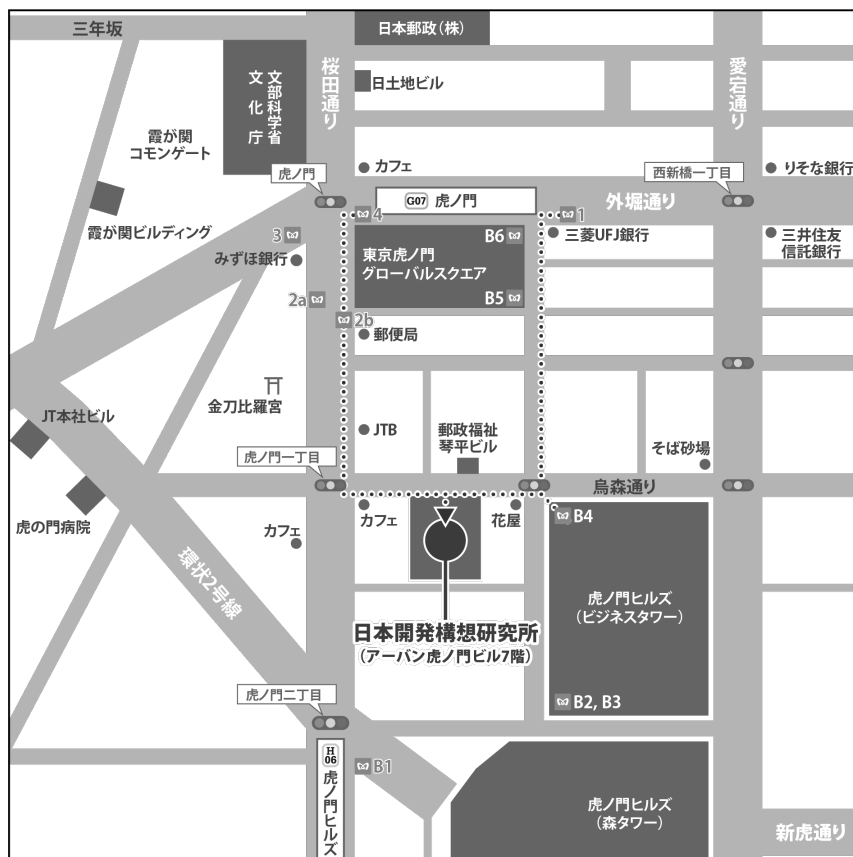 三年坂
日本郵政(株)
桜田通り
愛宕通り
文部科学省
文化庁
日土地ビル
霞が関
コモンゲート
カフェ
虎ノ門
西新橋一丁目
りそな銀行
G07 虎ノ門
外堀通り
4
1
霞が関ビルディング
3
みずほ銀行
東京虎ノ門
グローバルスクエア
B6
三菱UFJ銀行
三井住友
信託銀行
2a
B5
2b
郵便局
金刀比羅宮
JT本社ビル
JTB
郵政福祉
琴平ビル
そば砂場
虎ノ門一丁目
烏森通り
虎の門病院
カフェ
カフェ
花屋
B4
環状2号線
虎ノ門ヒルズ
(ビジネスタワー)
日本開発構想研究所
(アーバン虎ノ門ビル7階)
虎ノ門二丁目
B2, B3
H
06
虎ノ門ヒルズ
B1
虎ノ門ヒルズ
(森タワー)
新虎通り